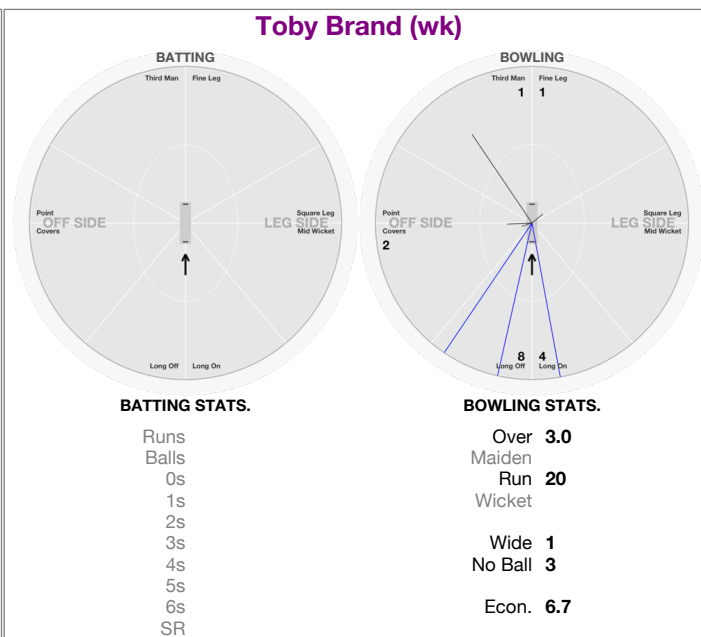 Toby Brand (wk)
BATTING
Third Man Fine Leg
Point
OFF SIDE
Covers
Square Leg
LEG SIDE
Mid Wicket
Long Off Long On
BATTING STATS.
Runs
Balls
0s
1s
2s
3s
4s
5s
6s
SR
BOWLING
Third Man Fine Leg
1 1
Point
OFF SIDE
Covers
2
Square Leg
LEG SIDE
Mid Wicket
8 4
Long Off Long On
BOWLING STATS.
Over 3.0
Maiden
Run 20
Wicket
Wide 1
No Ball 3
Econ. 6.7